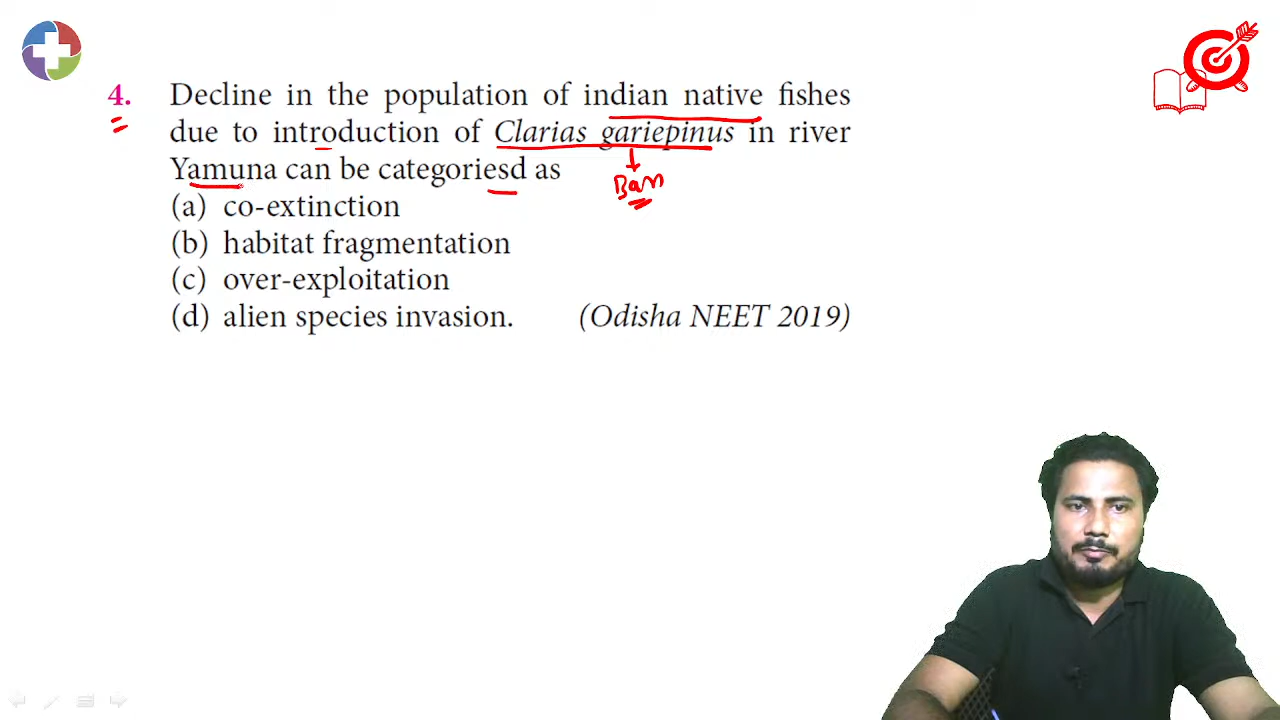 4. Decline in the population of indian native fishes
due to introduction of Clarias gariepinus in river
Yamuna can be categoriesd as
Ban
(a) co-extinction
(b) habitat fragmentation
(c) over-exploitation
(d) alien species invasion. (Odisha NEET 2019)